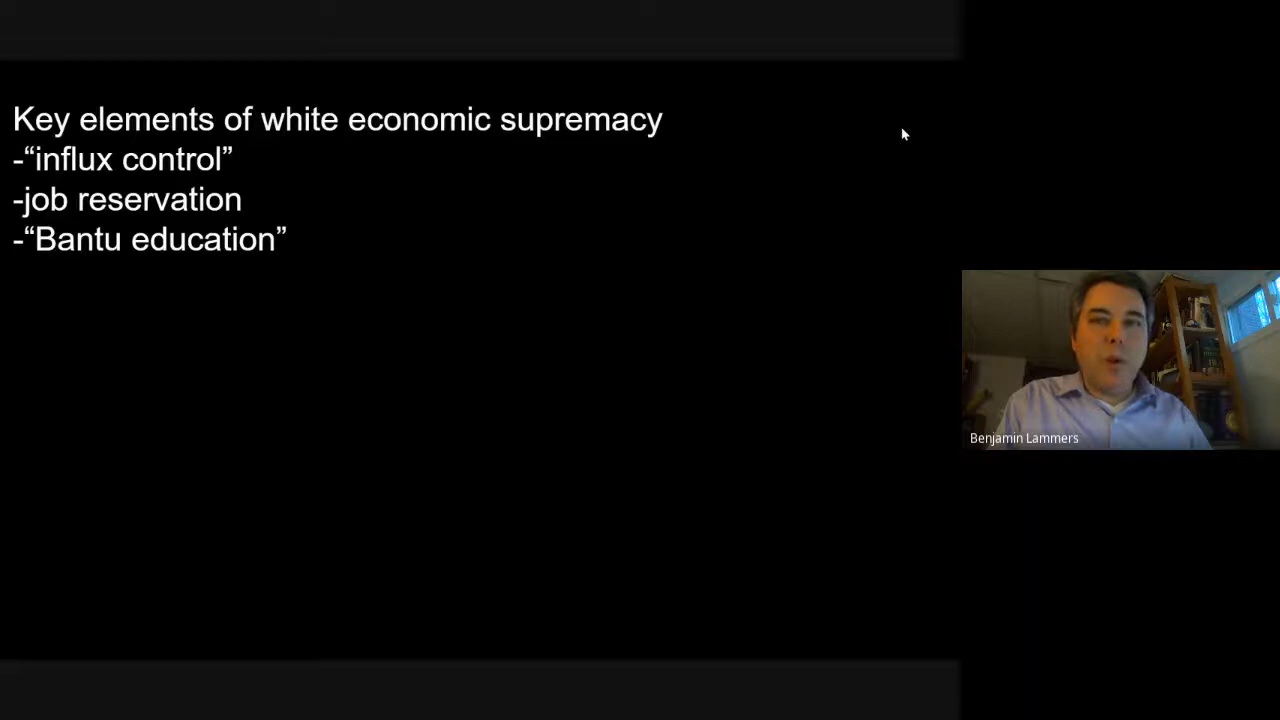 Key elements of white economic supremacy
-“influx control”
-job reservation
-“Bantu education”
Benjamin Lammers